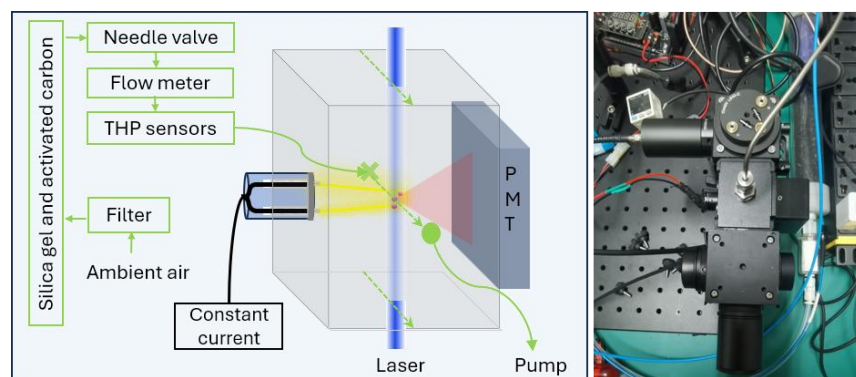 Silica gel and activated carbon
Needle valve
Flow meter
THP sensors
Filter
Ambient air
Constant
current
P
M
T
Laser
Pump